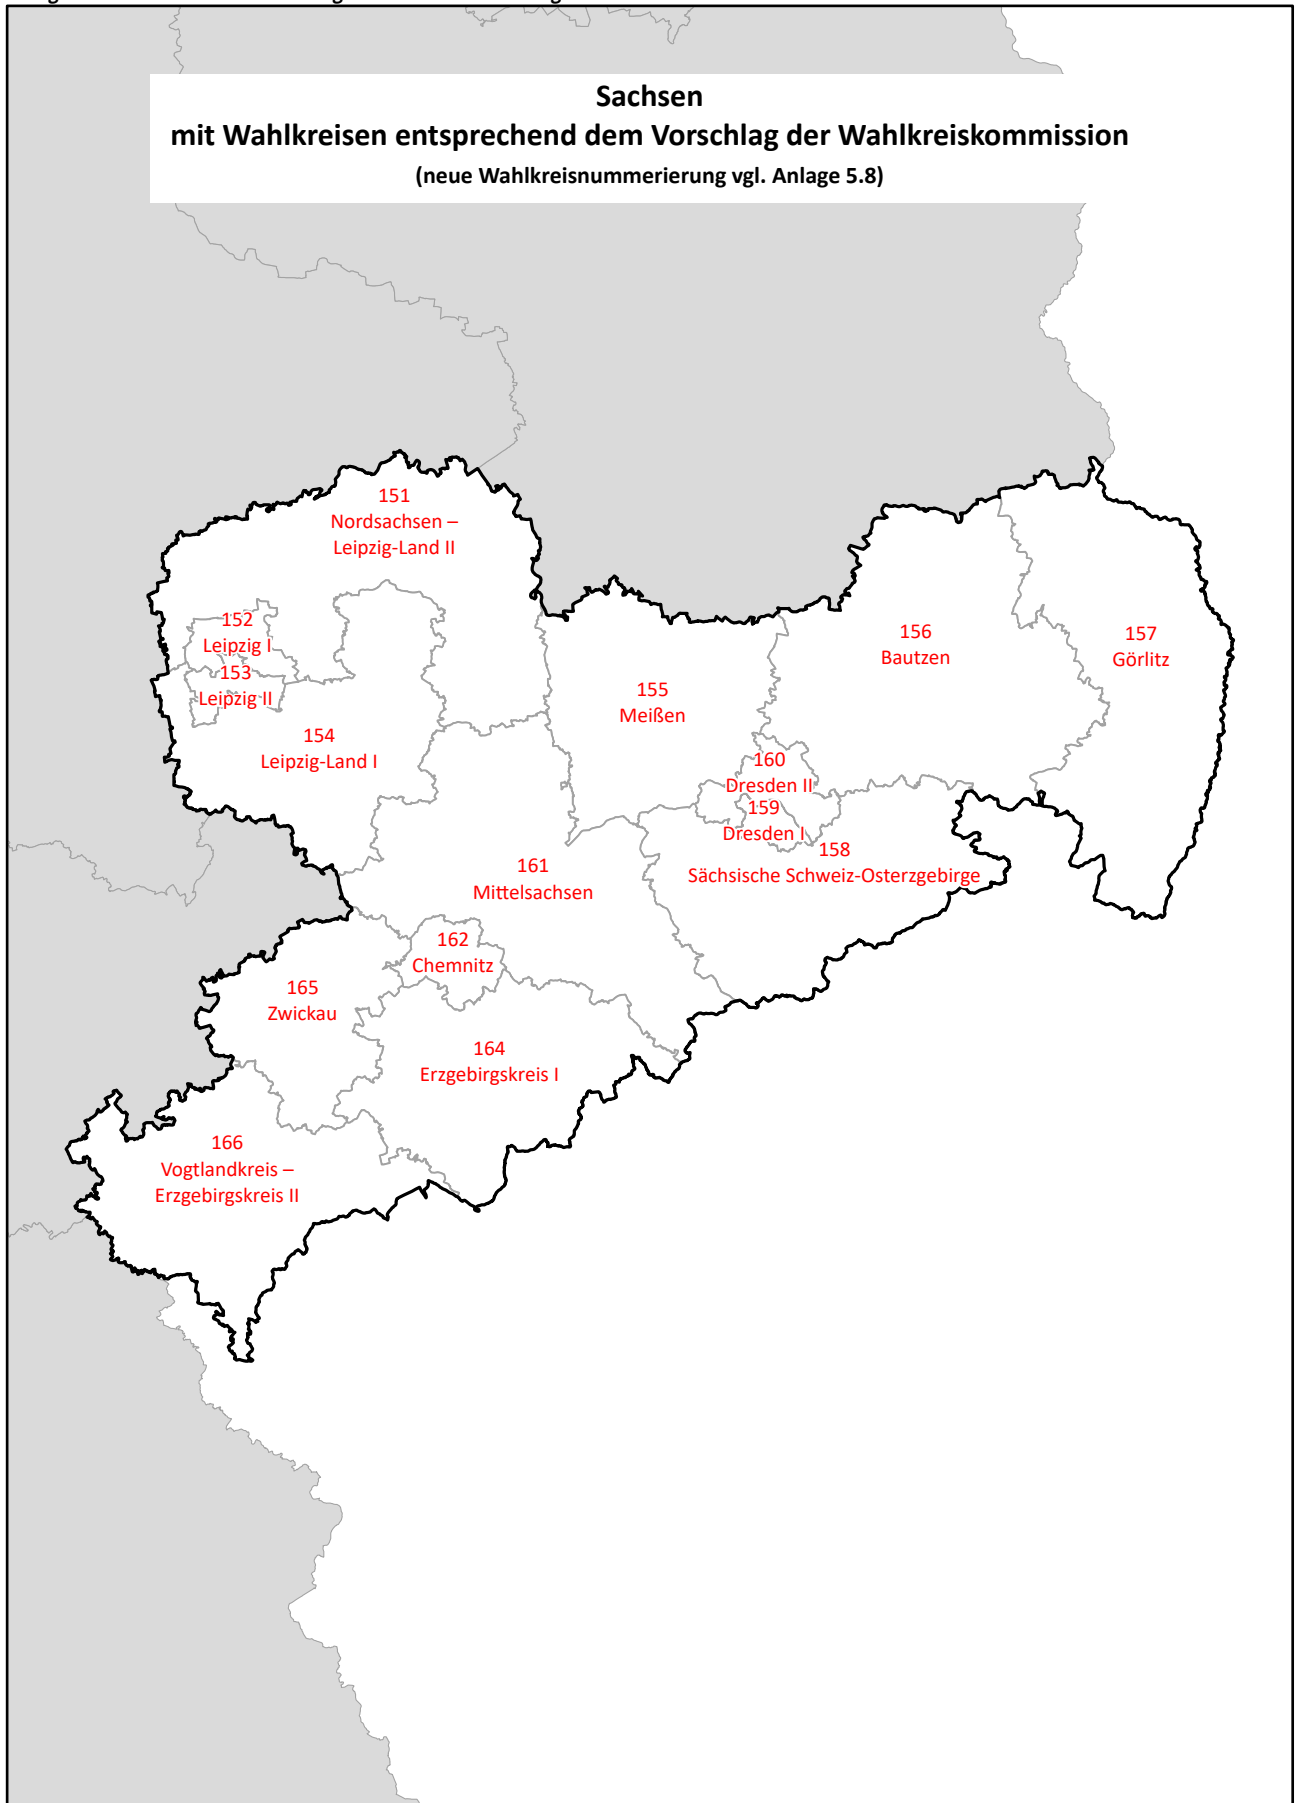 Sachsen
mit Wahlkreisen entsprechend dem Vorschlag der Wahlkreiskommission
(neue Wahlkreisnummerierung vgl. Anlage 5.8)
151
Nordsachsen –
Leipzig-Land II
152
Leipzig I
153
Leipzig II
154
Leipzig-Land I
155
Meißen
156
Bautzen
157
Görlitz
160
Dresden II
159
Dresden I
158
Sächsische Schweiz-Osterzgebirge
161
Mittelsachsen
162
Chemnitz
165
Zwickau
164
Erzgebirgskreis I
166
Vogtlandkreis –
Erzgebirgskreis II